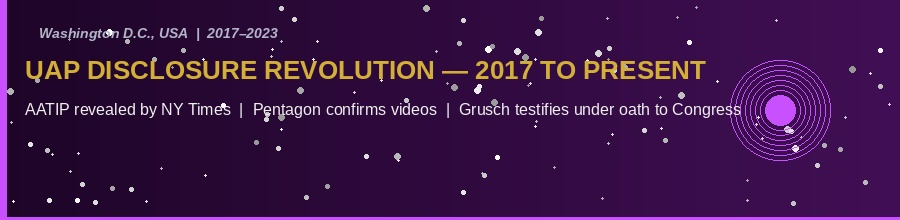 Washington D.C., USA | 2017–2023
UAP DISCLOSURE REVOLUTION — 2017 TO PRESENT
AATIP revealed by NY Times | Pentagon confirms videos | Grusch testifies under oath to Congress